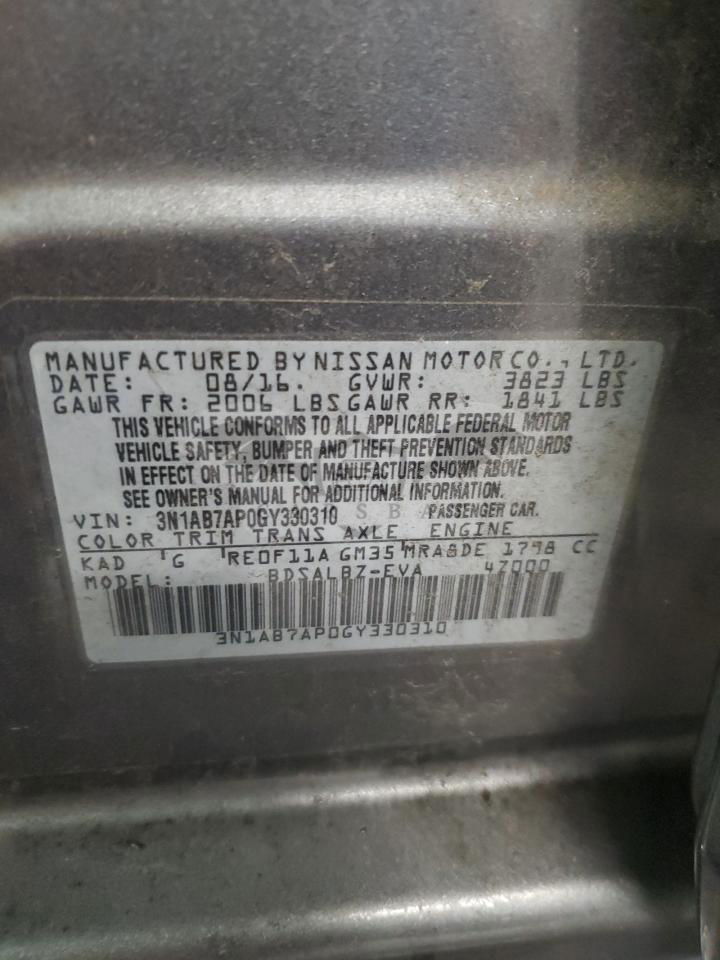 MANUFACTURED BY NISSAN MOTOR CO., LTD.
DATE: 08/16. GVWR: 3823 LBS
GAWR FR: 2006 LBS GAWR RR: 1841 LBS
THIS VEHICLE CONFORMS TO ALL APPLICABLE FEDERAL MOTOR
VEHICLE SAFETY, BUMPER AND THEFT PREVENTION STANDARDS
IN EFFECT ON THE DATE OF MANUFACTURE SHOWN ABOVE.
SEE OWNER'S MANUAL FOR ADDITIONAL INFORMATION.
VIN: 3N1AB7AP0GY330310 PASSENGER CAR.
COLOR TRIM TRANS AXLE ENGINE
KAD G RE0F11A GM35 MRA8DE 1798 CC
MODEL: BDSALBZ-EVA 47000
3N1AB7AP0GY330310